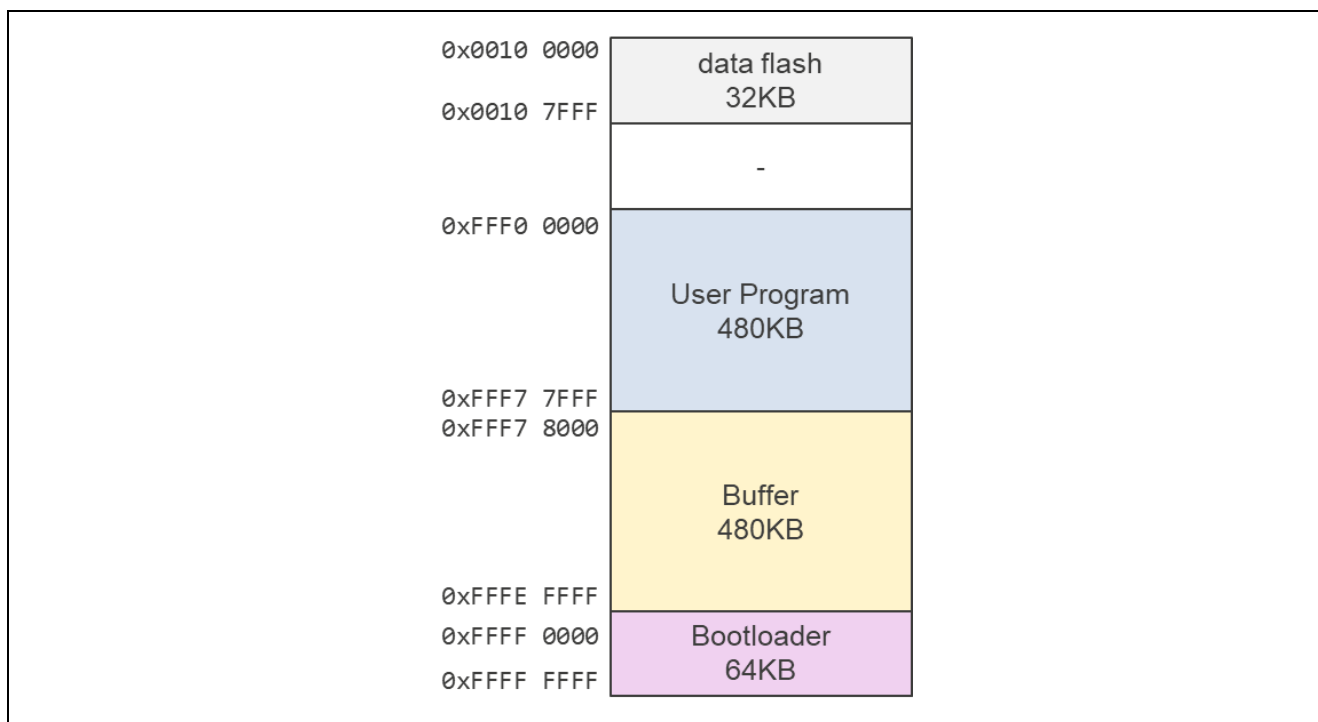 0x0010 0000
data flash
32KB
0x0010 7FFF
-
0xFFF0 0000
User Program
480KB
0xFFF7 7FFF
0xFFF7 8000
Buffer
480KB
0xFFFE FFFF
0xFFFF 0000
Bootloader
64KB
0xFFFF FFFF